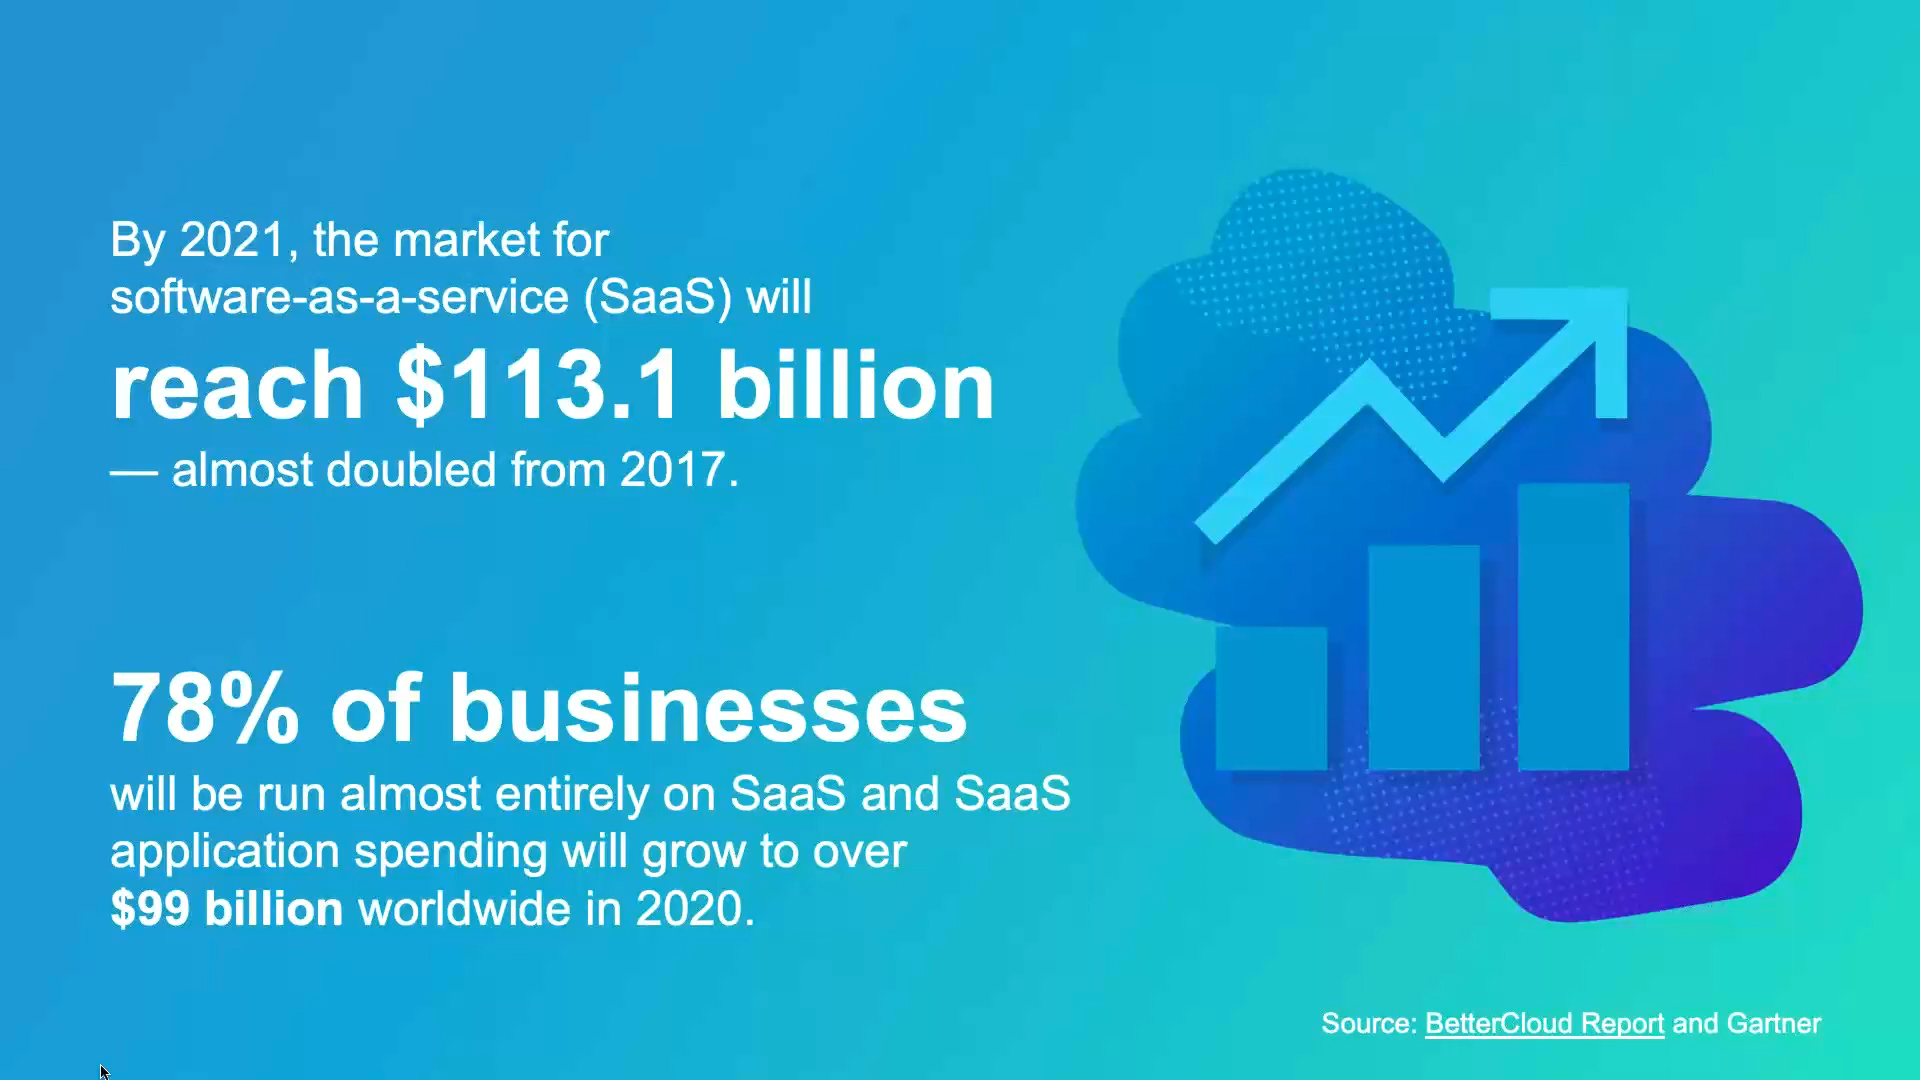 By 2021, the market for
software-as-a-service (SaaS) will
reach $113.1 billion
— almost doubled from 2017.
78% of businesses
will be run almost entirely on SaaS and SaaS
application spending will grow to over
$99 billion worldwide in 2020.
Source: BetterCloud Report and Gartner